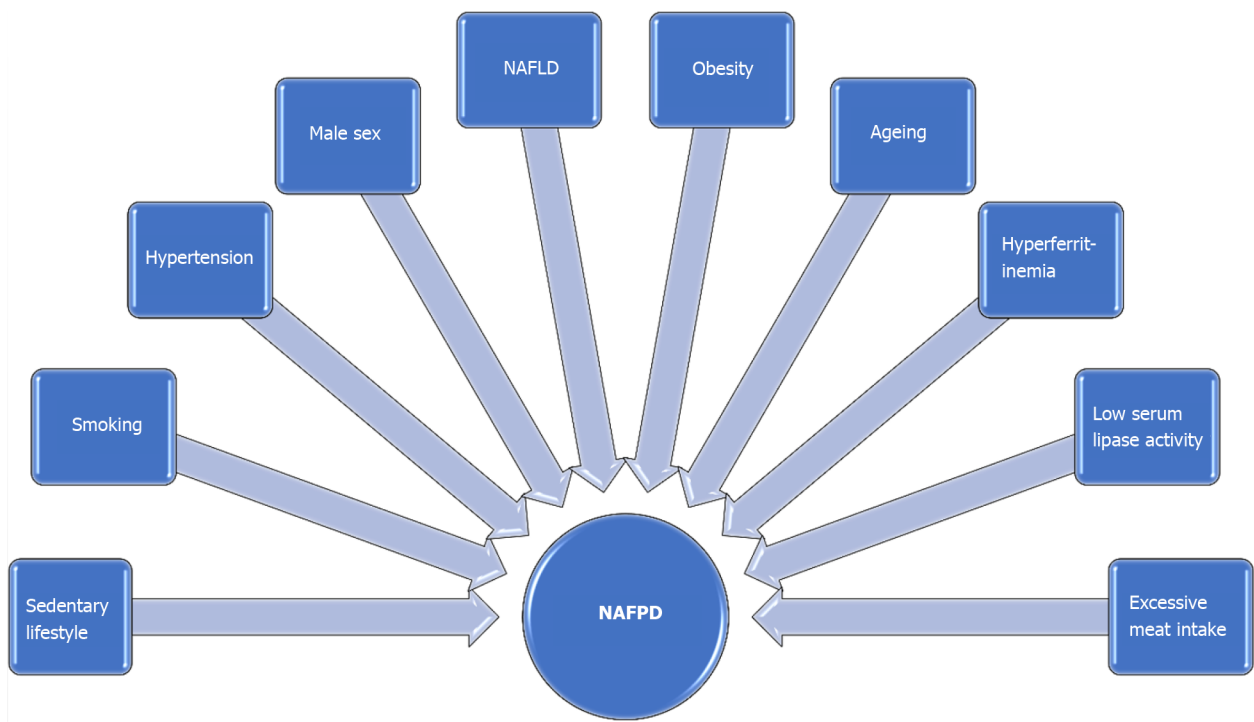 NAFLD
Obesity
Male sex
Ageing
Hypertension
Hyperferrit-
inemia
Smoking
Low serum
lipase activity
Sedentary
lifestyle
NAFPD
Excessive
meat intake